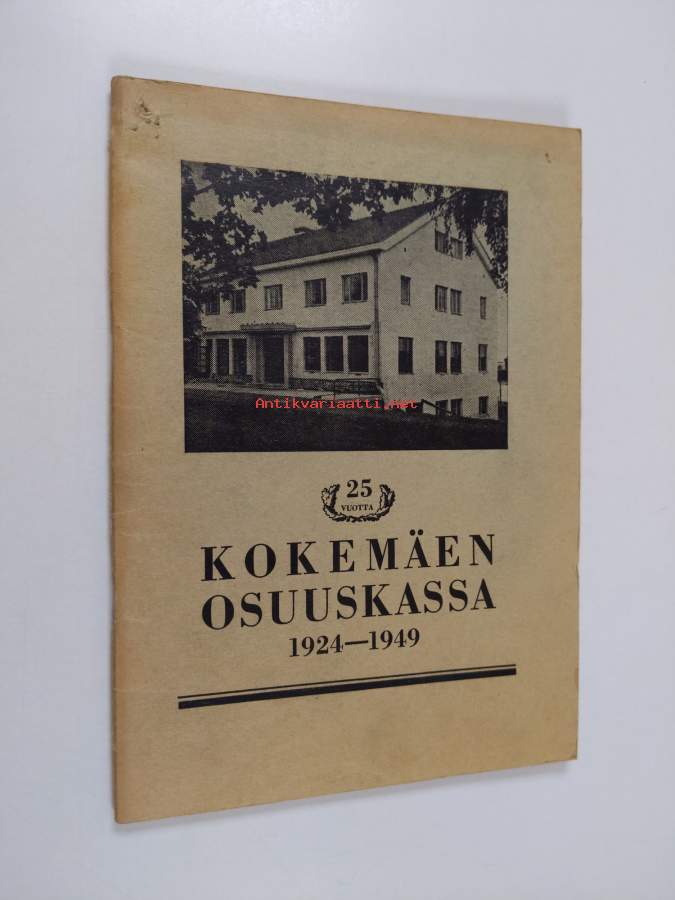 Antikvariaatti.net
25
VUOTTA
KOKEMÄEN
OSUUSKASSA
1924—1949